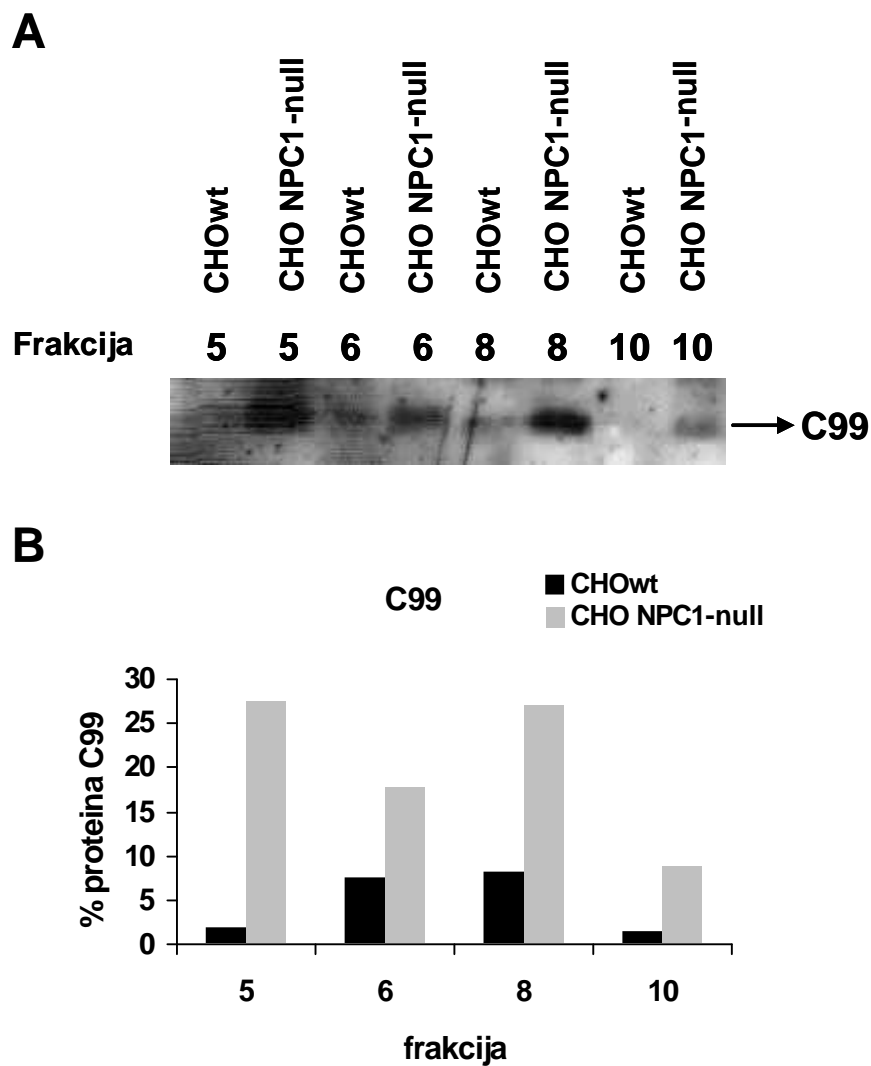 A
CHOwt
CHO NPC1-null
CHOwt
CHO NPC1-null
CHOwt
CHO NPC1-null
CHOwt
CHO NPC1-null
Frakcija 5 5 6 6 8 8 10 10
C99
B
C99
CHOwt
CHO NPC1-null
% proteina C99
30
25
20
15
10
5
0
5 6 8 10
frakcija